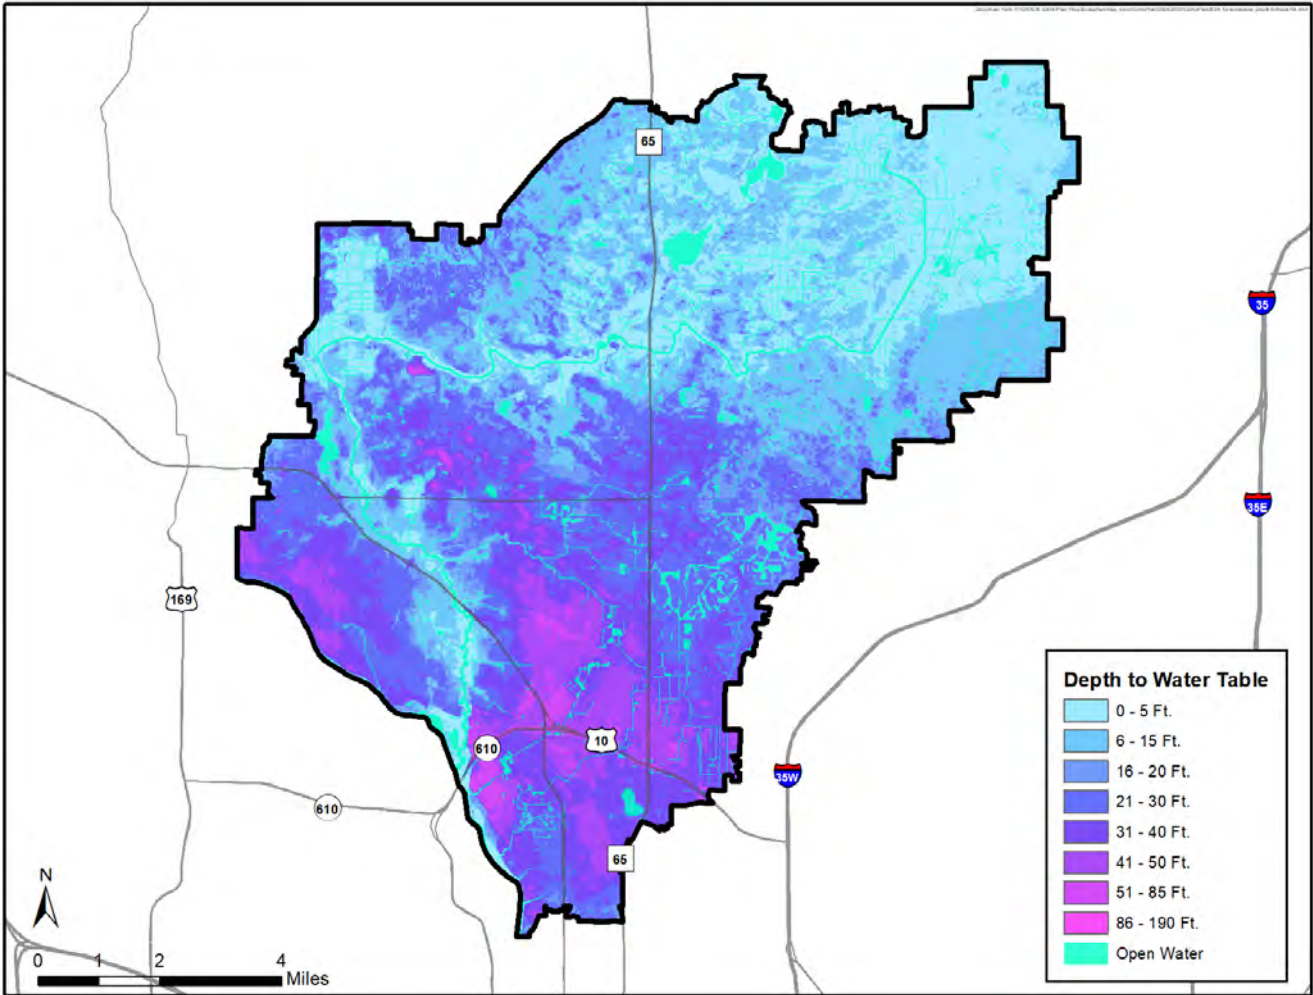 65
35
35E
169
Depth to Water Table
0 - 5 Ft.
6 - 15 Ft.
16 - 20 Ft.
21 - 30 Ft.
31 - 40 Ft.
41 - 50 Ft.
51 - 85 Ft.
86 - 190 Ft.
Open Water
610
10
35W
610
65
N
0 1 2 4
Miles